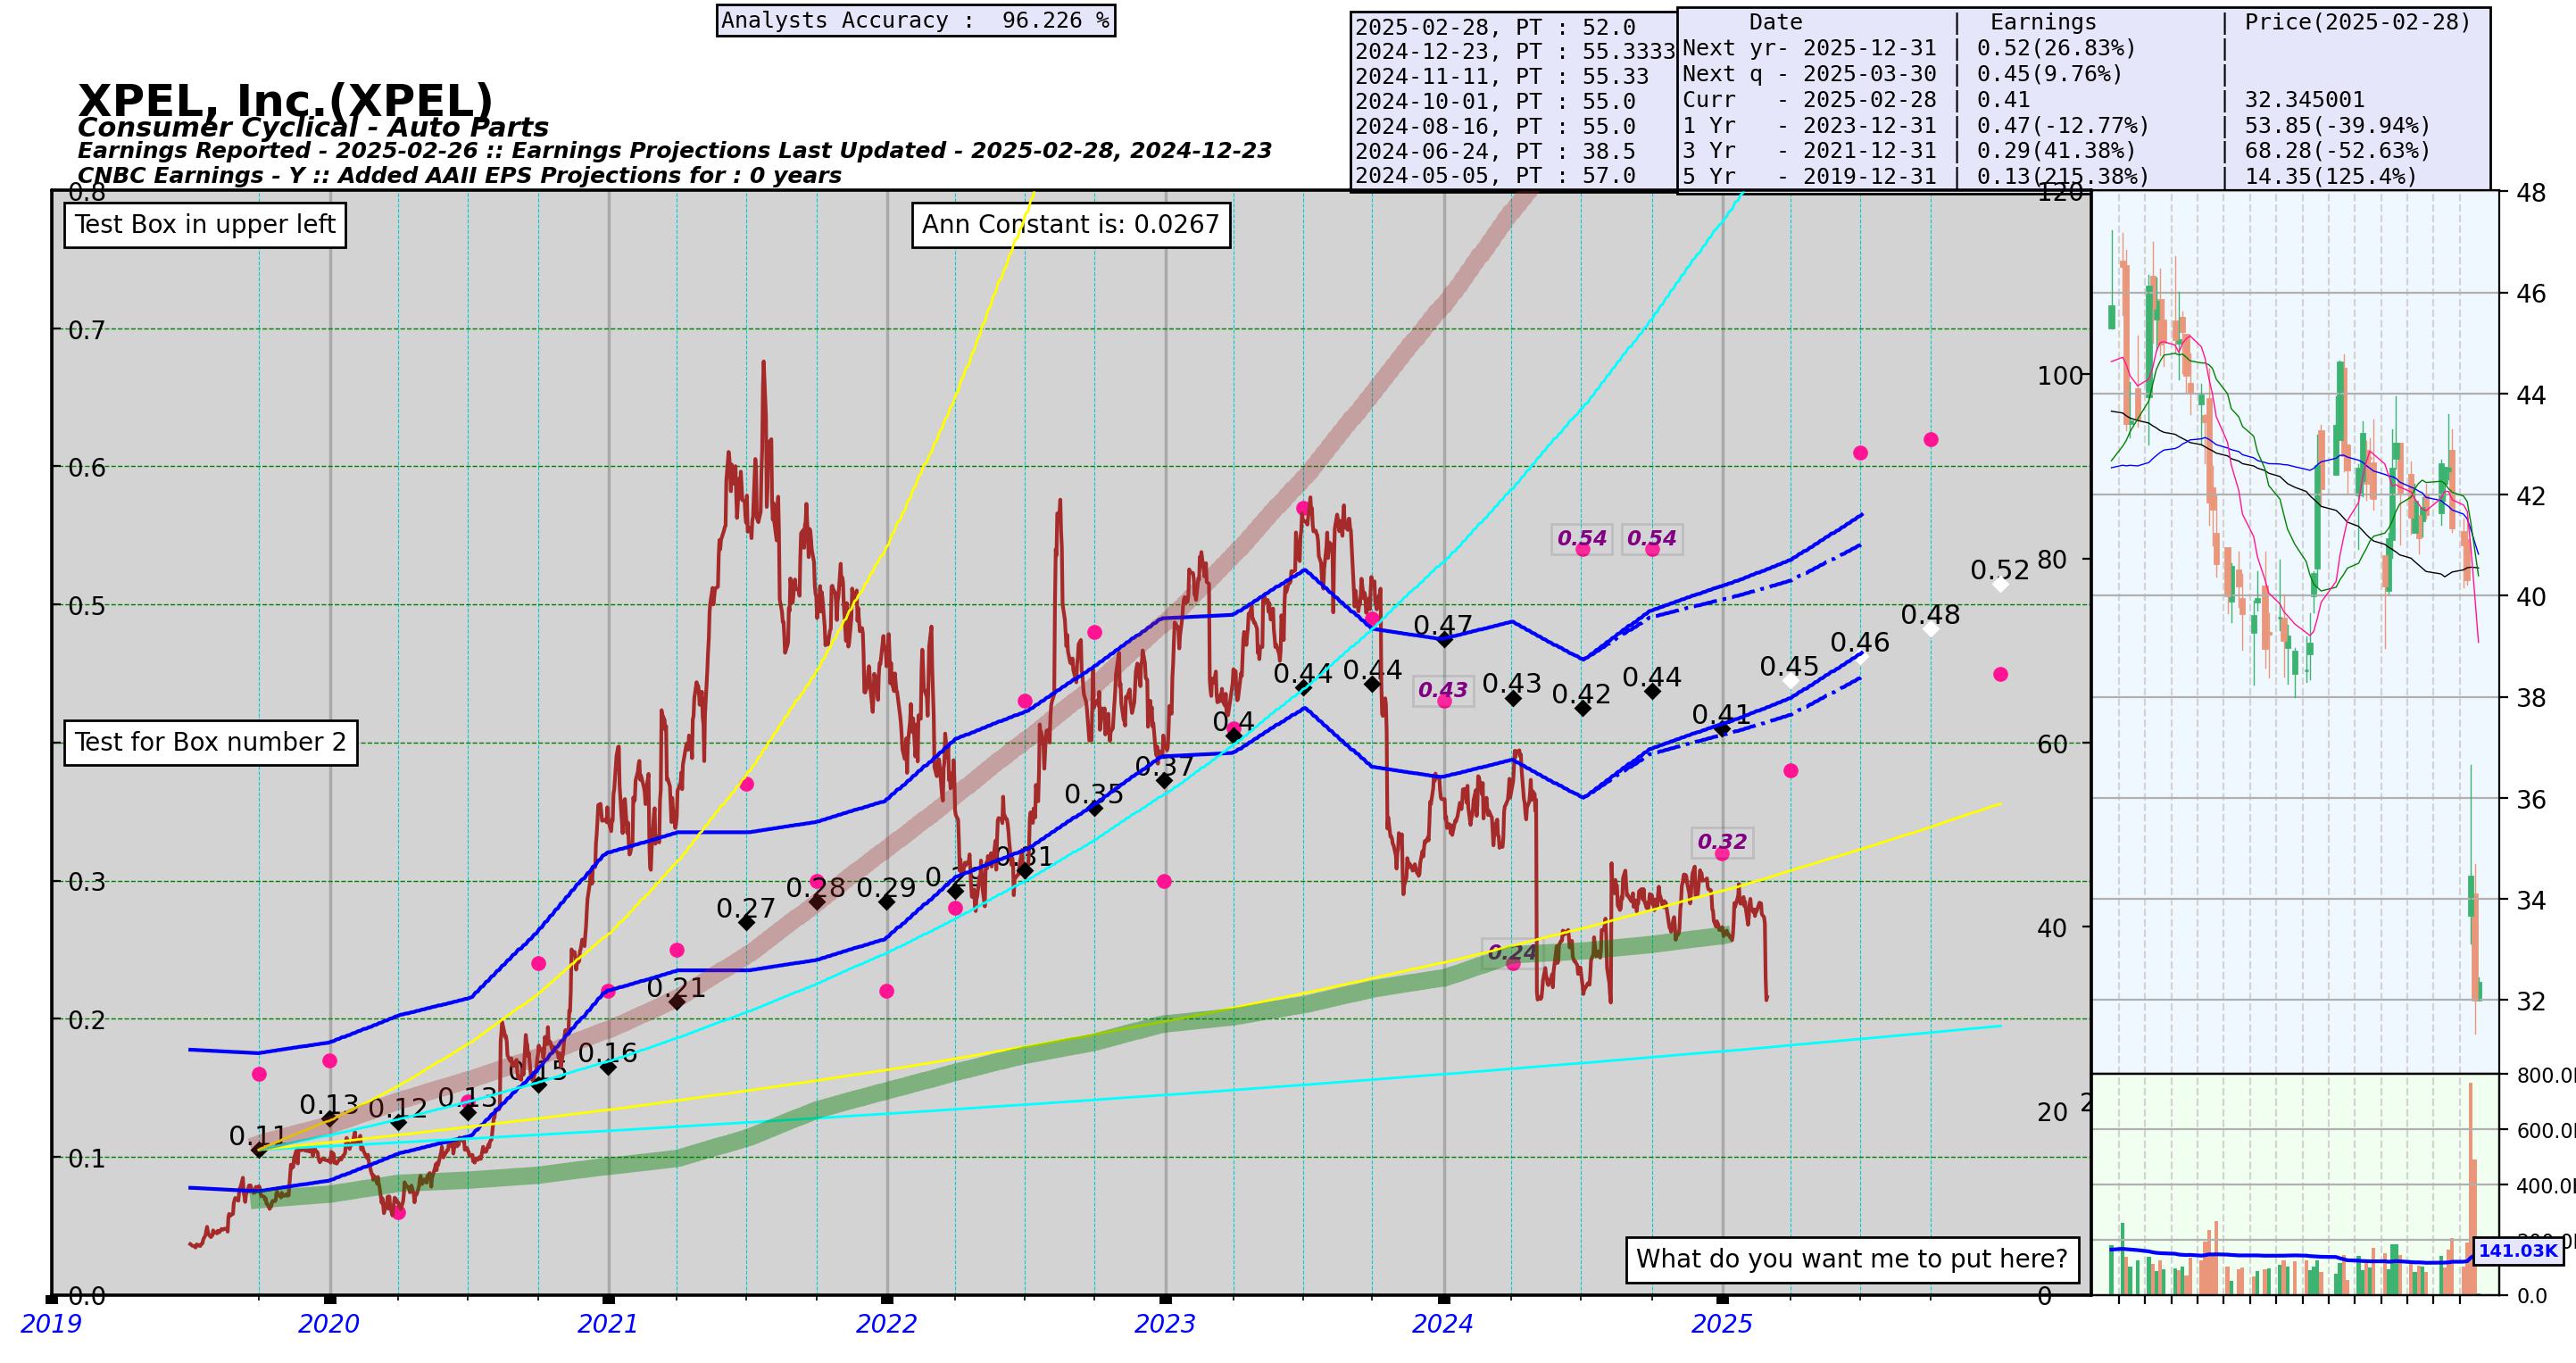 Analysts Accuracy :  96.226 %
2025-02-28, PT : 52.0
2024-12-23, PT : 55.3333
2024-11-11, PT : 55.33
2024-10-01, PT : 55.0
2024-08-16, PT : 55.0
2024-06-24, PT : 38.5
2024-05-05, PT : 57.0
Date | Earnings | Price(2025-02-28)
Next yr- 2025-12-31 | 0.52(26.83%) |
Next q - 2025-03-30 | 0.45(9.76%) |
Curr - 2025-02-28 | 0.41 | 32.345001
1 Yr - 2023-12-31 | 0.47(-12.77%) | 53.85(-39.94%)
3 Yr - 2021-12-31 | 0.29(41.38%) | 68.28(-52.63%)
5 Yr - 2019-12-31 | 0.13(215.38%) | 14.35(125.4%)
XPEL, Inc.(XPEL)
Consumer Cyclical - Auto Parts
Earnings Reported - 2025-02-26 :: Earnings Projections Last Updated - 2025-02-28, 2024-12-23
CNBC Earnings - Y :: Added AAII EPS Projections for : 0 years
Test Box in upper left
Ann Constant is: 0.0267
Test for Box number 2
What do you want me to put here?
0.8
0.7
0.6
0.5
0.3
0.2
0.1
0.0
0.11
0.13
0.12
0.13
0.15
0.16
0.21
0.27
0.28
0.29
0.31
0.35
0.37
0.4
0.44
0.44
0.47
0.43
0.43
0.42
0.44
0.41
0.45
0.46
0.48
0.52
0.54
0.54
0.32
0.24
120
100
80
60
40
20
0
48
46
44
42
40
38
36
34
32
800.0
600.0
400.0
0.0
141.03K
2019
2020
2021
2022
2023
2024
2025